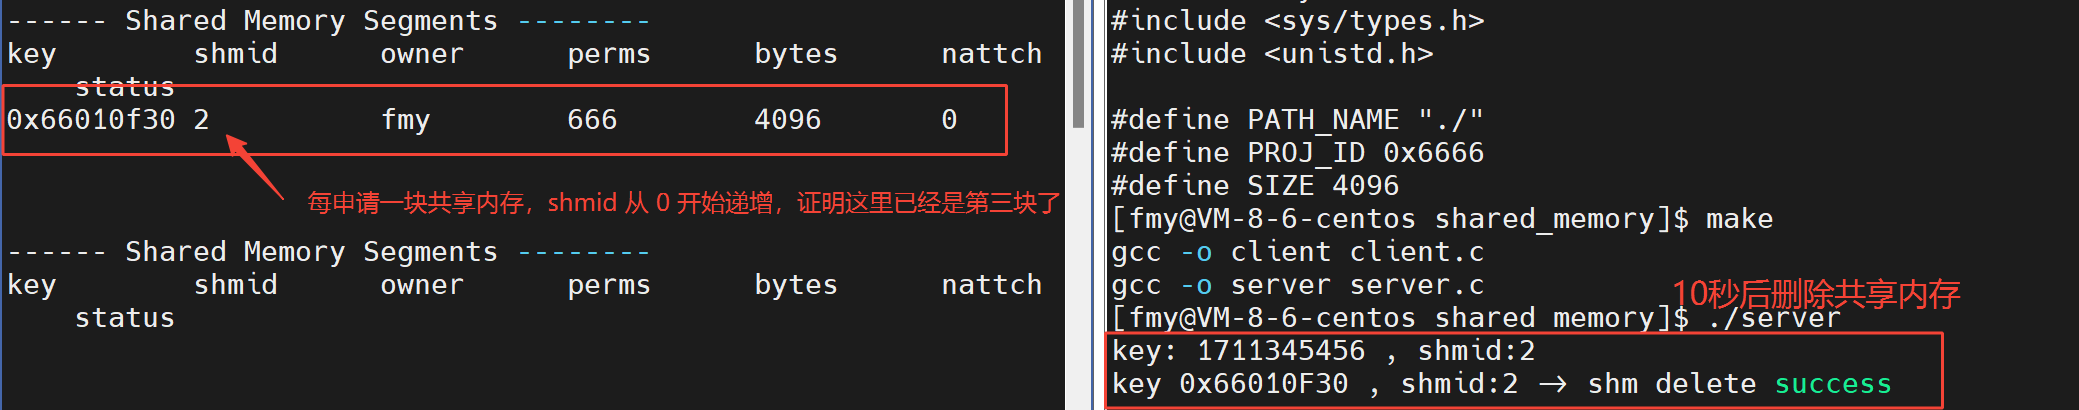 ------ Shared Memory Segments --------
key shmid owner perms bytes nattch
status
0x66010f30 2 fmy 666 4096 0
每申请一块共享内存，shmid 从 0 开始递增，证明这里已经是第三块了
------ Shared Memory Segments --------
key shmid owner perms bytes nattch
status
#include <sys/types.h>
#include <unistd.h>
#define PATH_NAME "./"
#define PROJ_ID 0x6666
#define SIZE 4096
[fmy@VM-8-6-centos shared_memory]$ make
gcc -o client client.c
gcc -o server server.c
10秒后删除共享内存
[fmy@VM-8-6-centos shared_memory]$ ./server
key: 1711345456 , shmid:2
key 0x66010F30 , shmid:2 -> shm delete success